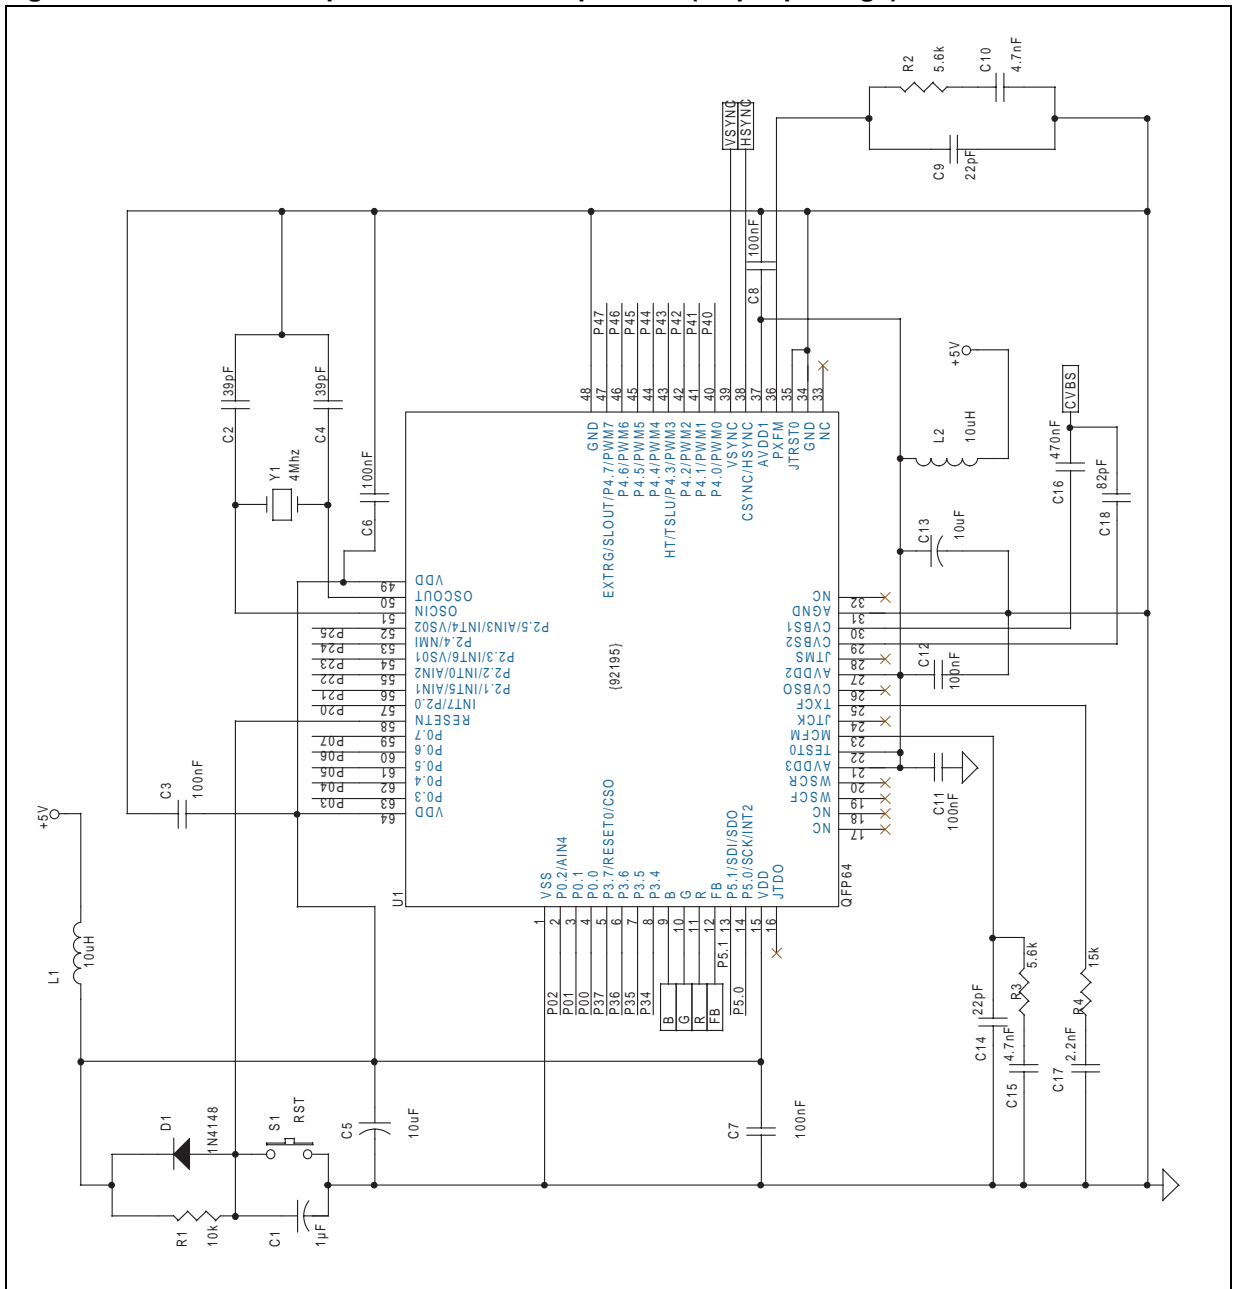 R2
5.6k
C10
4.7nF
C9
22pF
VSYNC
HSYNC
C8
100nF
C2
39pF
C4
39pF
Y1
4Mhz
C6
100nF
C3
100nF
+5V
L1
10uH
P47
P46
P45
P44
P43
P42
P41
P40
48
47
46
45
44
43
42
41
40
39
38
37
36
35
34
33
GND
EXTRG/SLOUT/P4.7/PWM7
P4.6/PWM6
P4.5/PWM5
P4.4/PWM4
HT/TSLU/P4.3/PWM3
P4.2/PWM2
P4.1/PWM1
P4.0/PWM0
VSYNC
CSYNC/HSYNC
AVDD1
PXFM
JTRST0
GND
NC
+5V
L2
10uH
CVBS
C16
470nF
C18
82pF
C13
10uF
C12
100nF
C11
100nF
49
50
51
52
53
54
55
56
57
58
59
60
61
62
63
64
VDD
OSCOUT
OSCIN
P2.5/AIN3/INT4/VS02
P2.4/NMI
P2.3/INT6/VS01
P2.2/INT0/AIN2
P2.1/INT5/AIN1
INT7/P2.0
RESETN
P0.7
P0.6
P0.5
P0.4
P0.3
VDD
P25
P24
P23
P22
P21
P20
P07
P06
P05
P04
P03
{92195}
NC
AGND
CVBS1
CVBS2
JTMS
AVDD2
CVBSO
TXCF
JTCK
MCFM
TEST0
AVDD3
WSCR
WSCF
NC
NC
32
31
30
29
28
27
26
25
24
23
22
21
20
19
18
17
U1
QFP64
VSS
P0.2/AIN4
P0.1
P0.0
P3.7/RESET0/CSO
P3.6
P3.5
P3.4
B
G
R
FB
P5.1/SDI/SDO
P5.0/SCK/INT2
VDD
JTDO
1
2
3
4
5
6
7
8
9
10
11
12
13
14
15
16
P02
P01
P00
P37
P36
P35
P34
B
G
R
FB
P5.1
P5.0
D1
1N4148
S1
RST
R1
10k
C1
1µF
C5
10uF
C7
100nF
C14
22pF
R3
5.6k
C15
4.7nF
R4
15k
C17
2.2nF